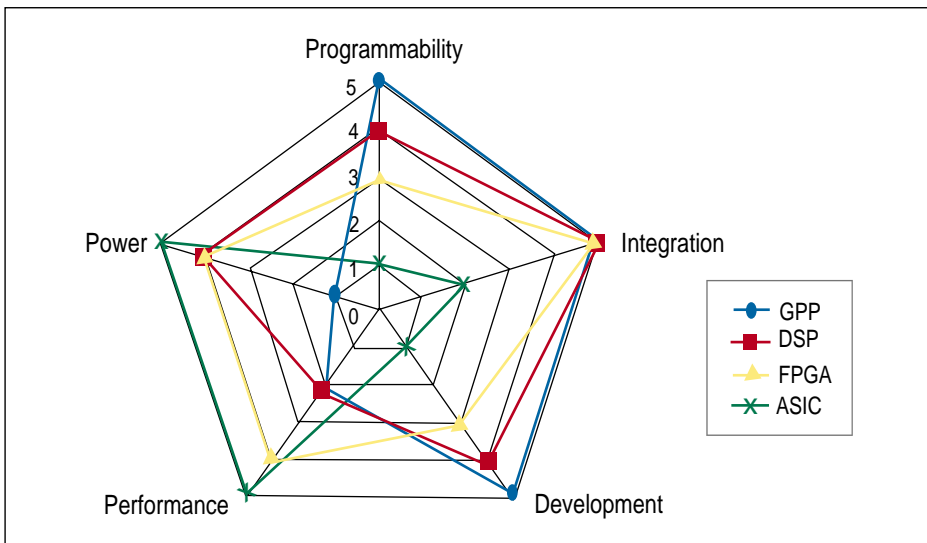 Programmability
5
4
3
2
1
0
Power
Integration
Performance
Development
GPP
DSP
FPGA
ASIC